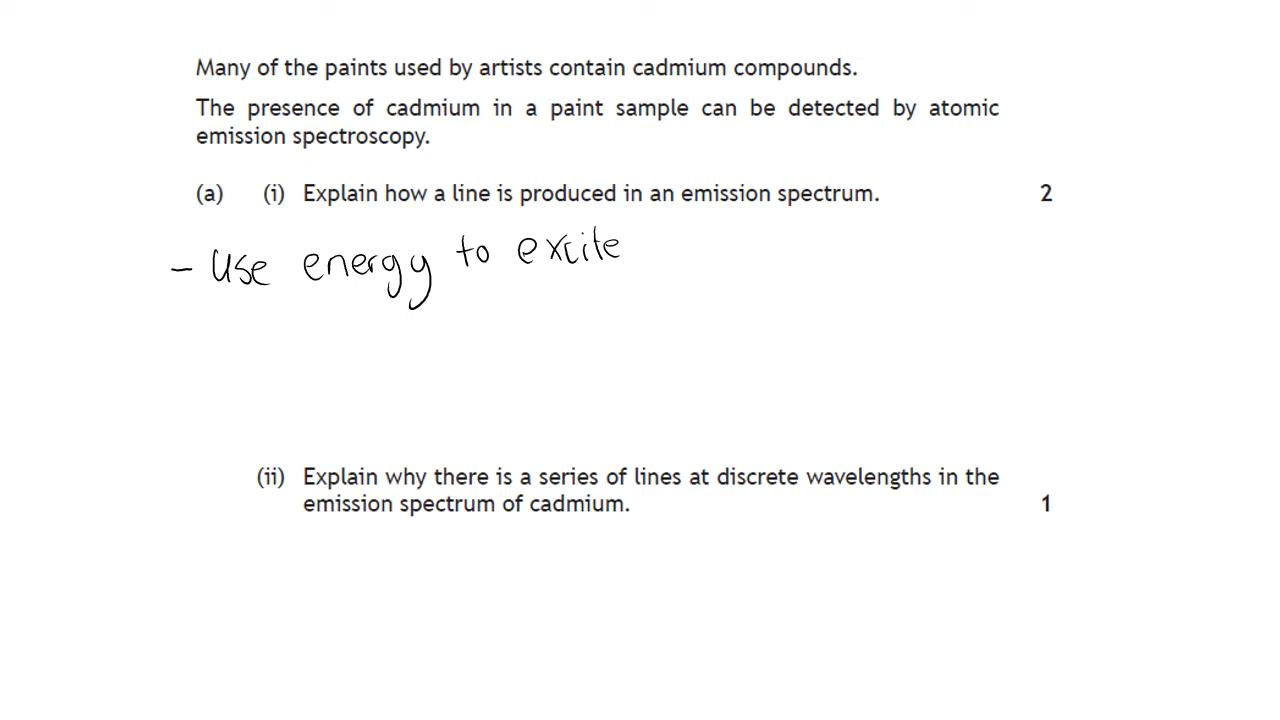 Many of the paints used by artists contain cadmium compounds.
The presence of cadmium in a paint sample can be detected by atomic
emission spectroscopy.
(a) (i) Explain how a line is produced in an emission spectrum. 2
- Use energy to excite
(ii) Explain why there is a series of lines at discrete wavelengths in the
emission spectrum of cadmium. 1